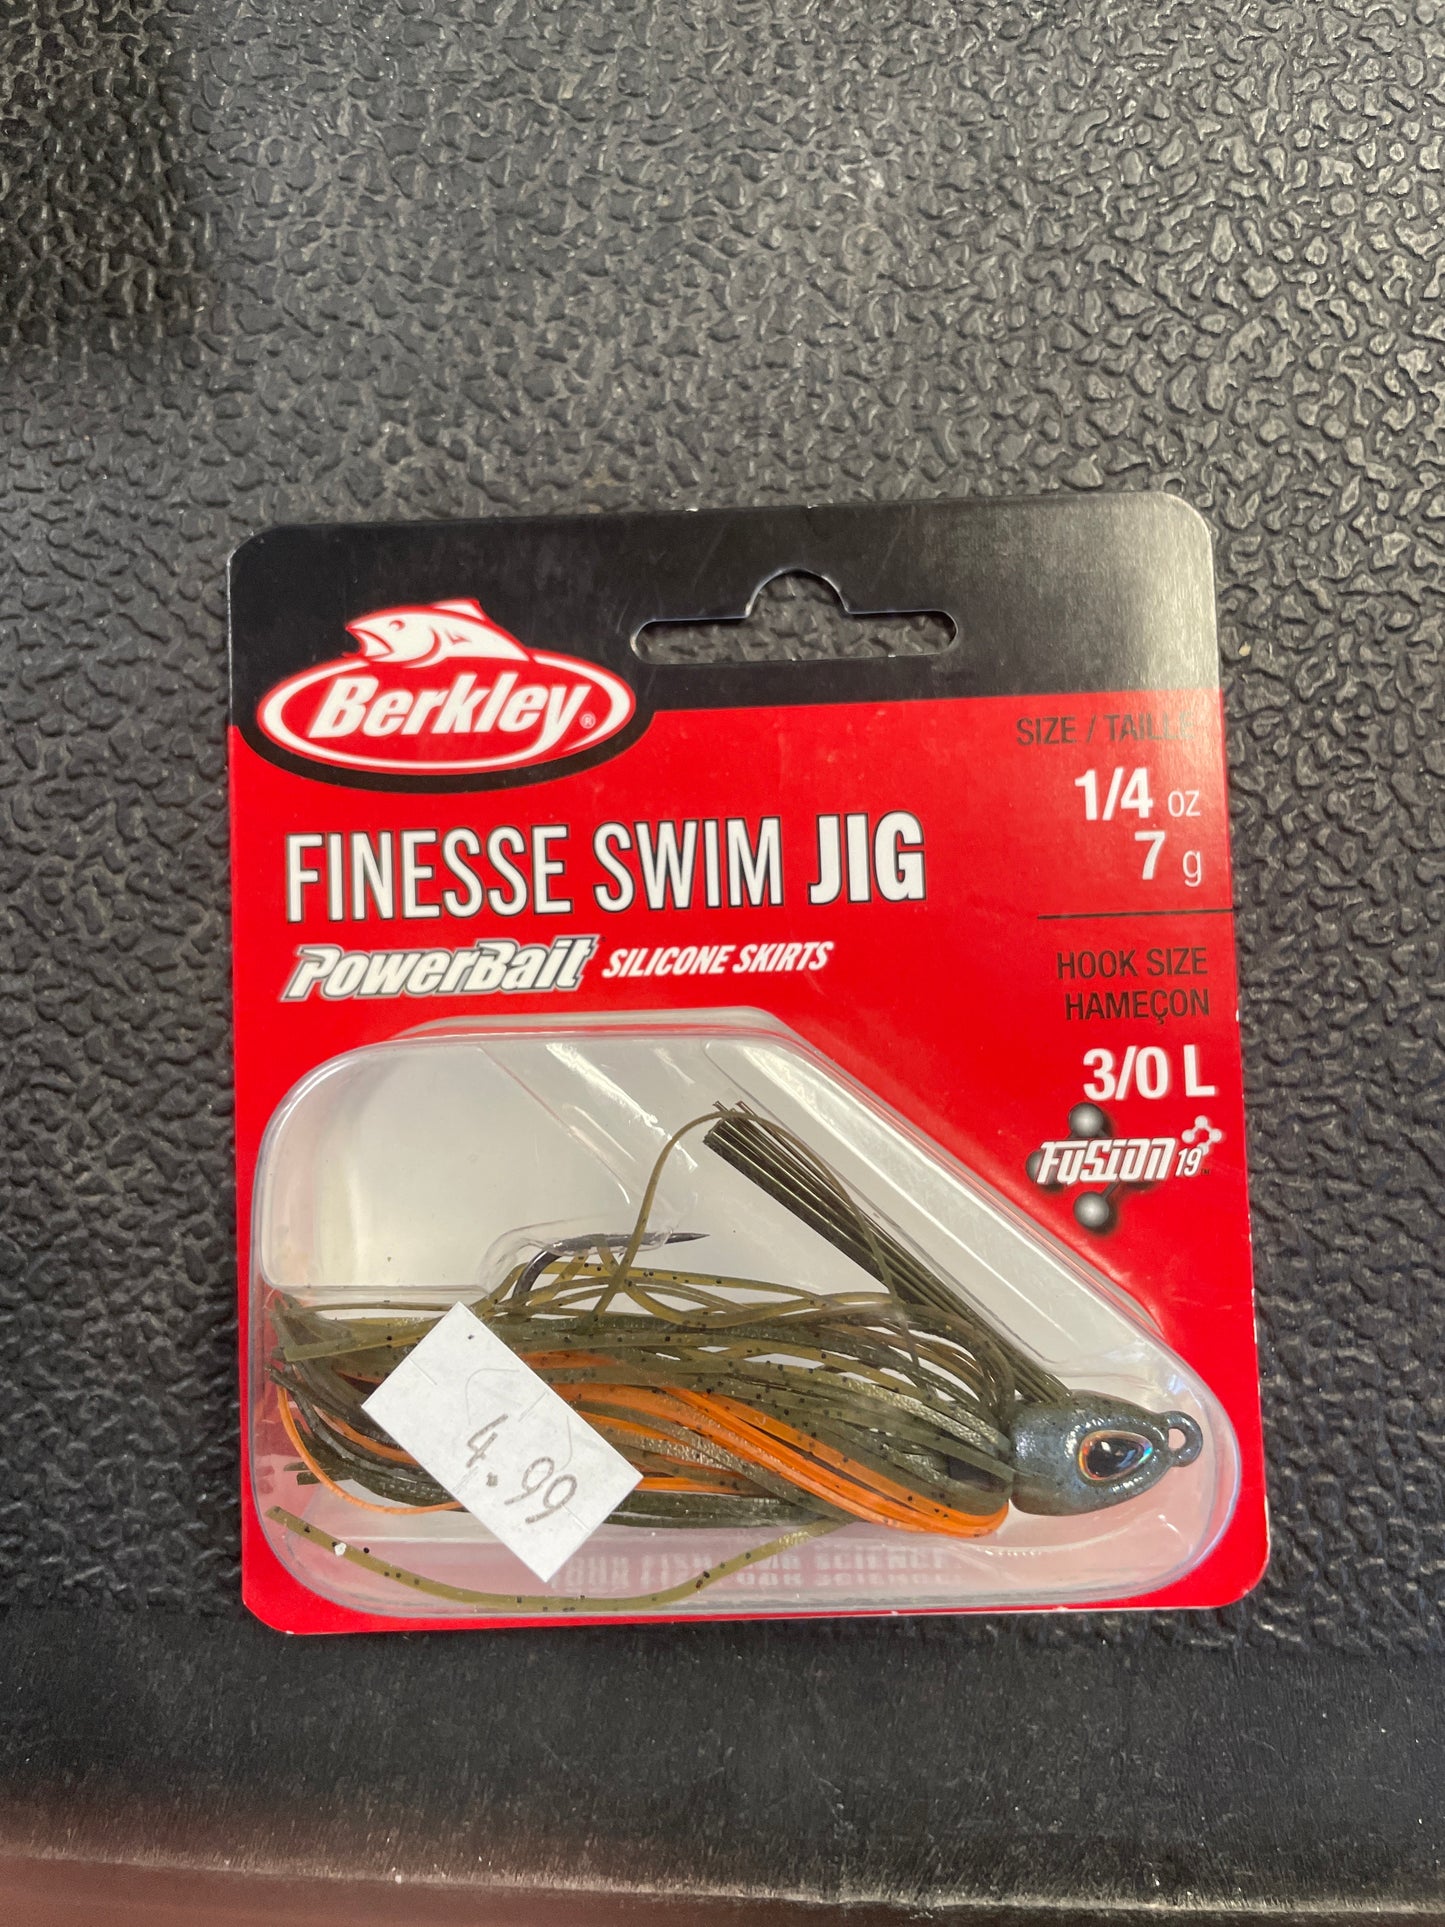 Berkley®
SIZE / TAILLE
1/4 oz
7 g
FINESSE SWIM JIG
PowerBait SILICONE SKIRTS
HOOK SIZE
HAMEÇON
3/0 L
FUSION 19™
4.99